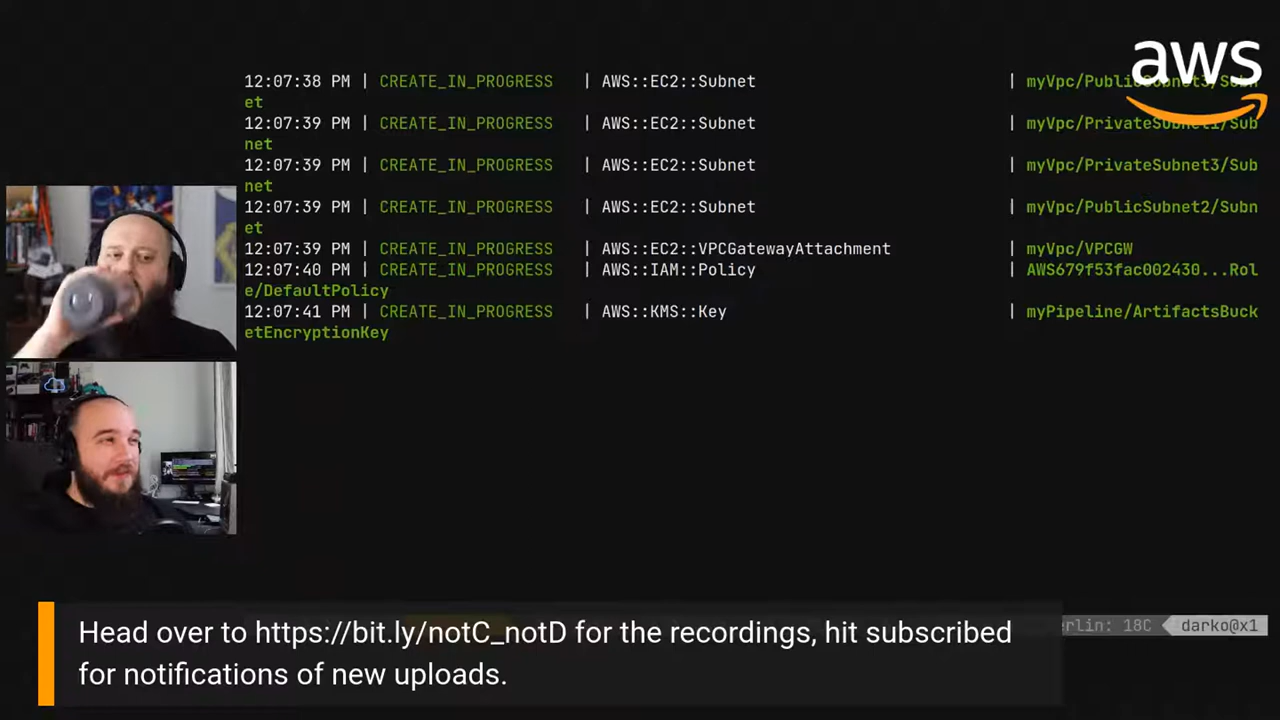 aws
12:07:38 PM | CREATE_IN_PROGRESS | AWS::EC2::Subnet | myVpc/PublicSubnet3/Subn
et
12:07:39 PM | CREATE_IN_PROGRESS | AWS::EC2::Subnet | myVpc/PrivateSubnet1/Sub
net
12:07:39 PM | CREATE_IN_PROGRESS | AWS::EC2::Subnet | myVpc/PrivateSubnet3/Sub
net
12:07:39 PM | CREATE_IN_PROGRESS | AWS::EC2::Subnet | myVpc/PublicSubnet2/Subn
et
12:07:39 PM | CREATE_IN_PROGRESS | AWS::EC2::VPCGatewayAttachment | myVpc/VPCGW
12:07:40 PM | CREATE_IN_PROGRESS | AWS::IAM::Policy | AWS679f53fac002430...Rol
e/DefaultPolicy
12:07:41 PM | CREATE_IN_PROGRESS | AWS::KMS::Key | myPipeline/ArtifactsBuck
etEncryptionKey
rlin: 18C darko@x1
Head over to https://bit.ly/notC_notD for the recordings, hit subscribed
for notifications of new uploads.